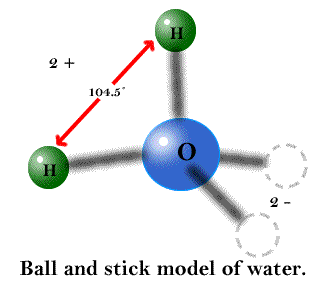 H
2 +
104.5°
O
H
2 -
Ball and stick model of water.